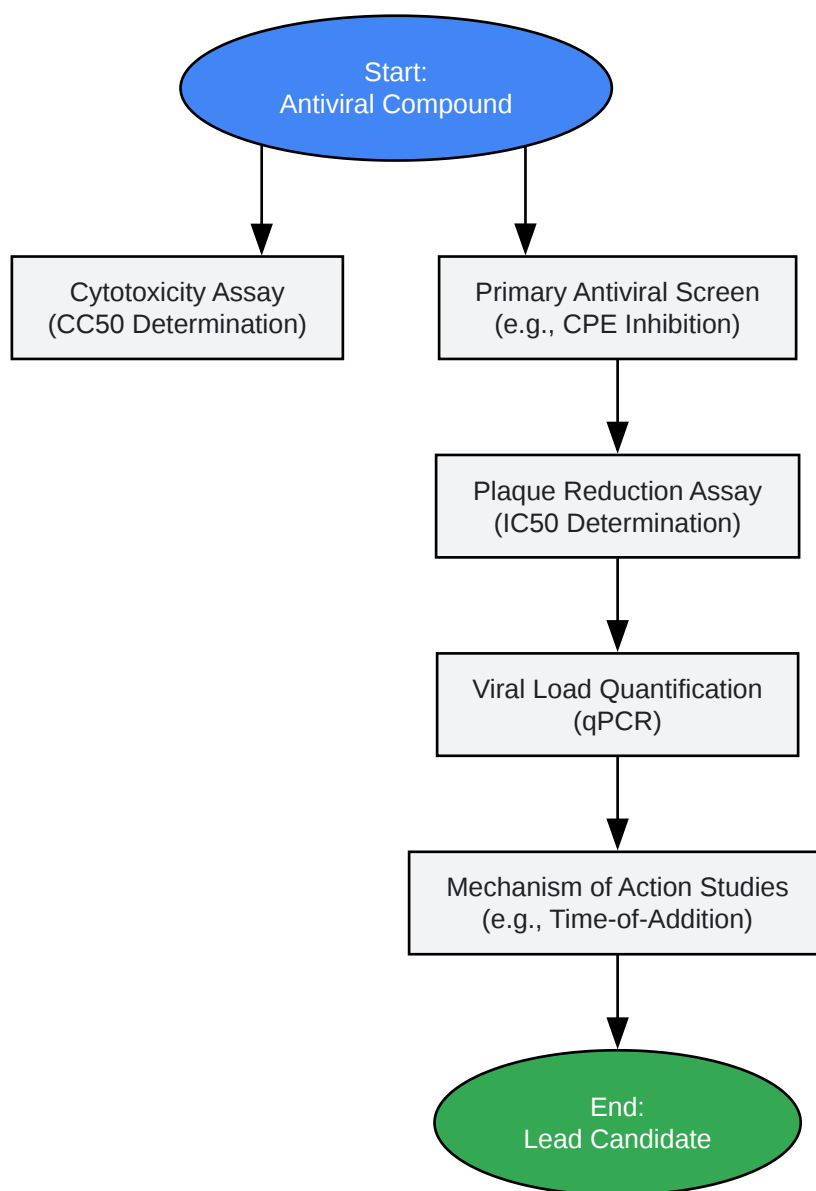 Start:
Antiviral Compound
Cytotoxicity Assay
(CC50 Determination)
Primary Antiviral Screen
(e.g., CPE Inhibition)
Plaque Reduction Assay
(IC50 Determination)
Viral Load Quantification
(qPCR)
Mechanism of Action Studies
(e.g., Time-of-Addition)
End:
Lead Candidate